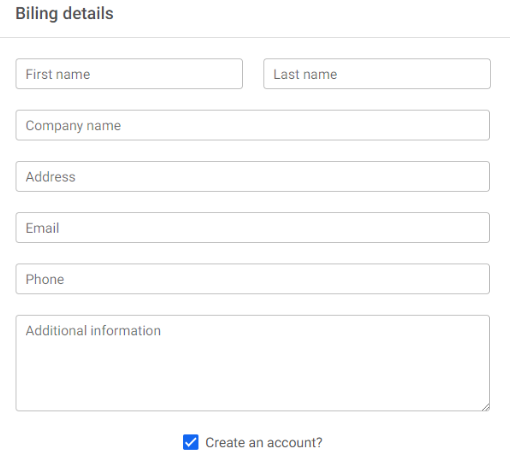 Biling details
First name Last name
Company name
Address
Email
Phone
Additional information
Create an account?